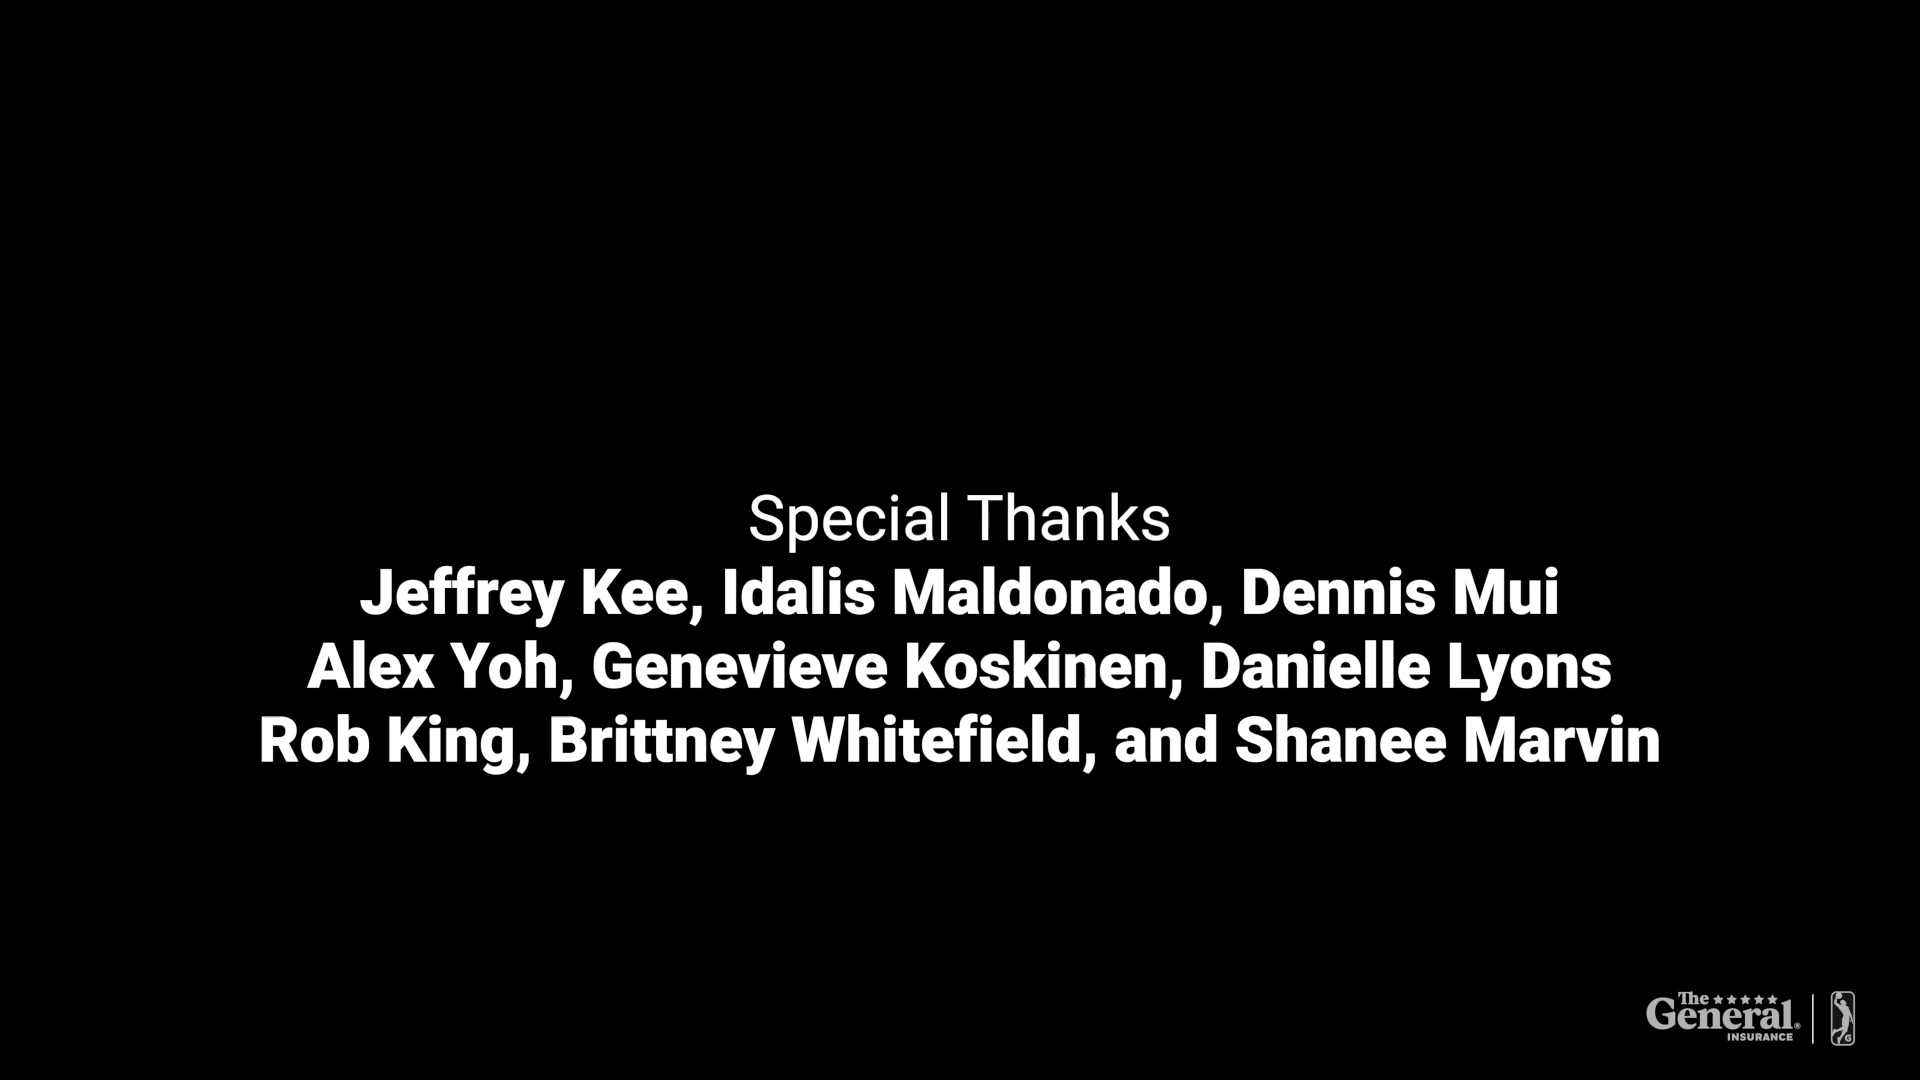 Special Thanks
Jeffrey Kee, Idalis Maldonado, Dennis Mui
Alex Yoh, Genevieve Koskinen, Danielle Lyons
Rob King, Brittney Whitefield, and Shanee Marvin
The
General®
INSURANCE
G